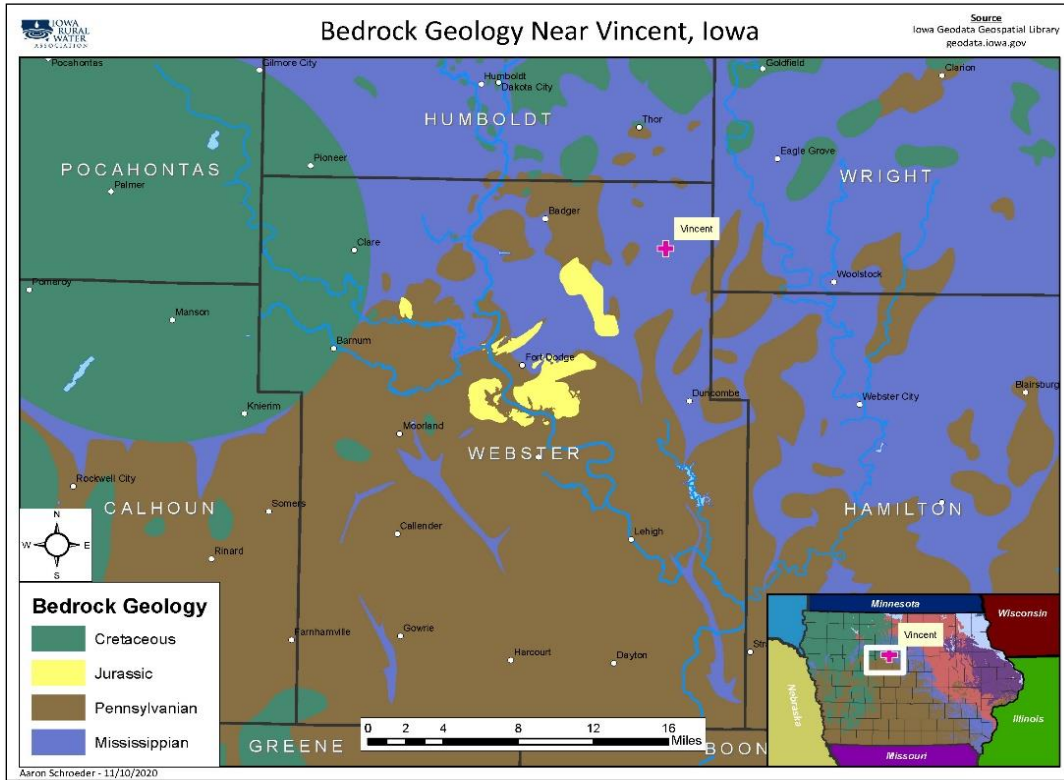 IOWA
RURAL
WATER
ASSOCIATION
Bedrock Geology Near Vincent, Iowa
Source
Iowa Geodata Geospatial Library
geodata.iowa.gov
Pocahontas
Gilmore City
Humboldt
Dakota City
Goldfield
Clarion
HUMBOLDT
Thor
Pioneer
Eagle Grove
POCAHONTAS
WRIGHT
Palmer
Badger
Vincent
Clare
Woolstock
Pomeroy
Manson
Barnum
Fort Dodge
Blairsburg
Duncombe
Webster City
Knierim
Moorland
WEBSTER
Rockwell City
CALHOUN
Somers
HAMILTON
N
W E
S
Callender
Lehigh
Rinard
Bedrock Geology
Cretaceous
Jurassic
Pennsylvanian
Mississippian
Farnhamville
Gowrie
Harcourt
Dayton
Str
Minnesota
Wisconsin
Vincent
Nebraska
Illinois
Missouri
0 2 4 8 12 16
Miles
GREENE
BOON
Aaron Schroeder - 11/10/2020